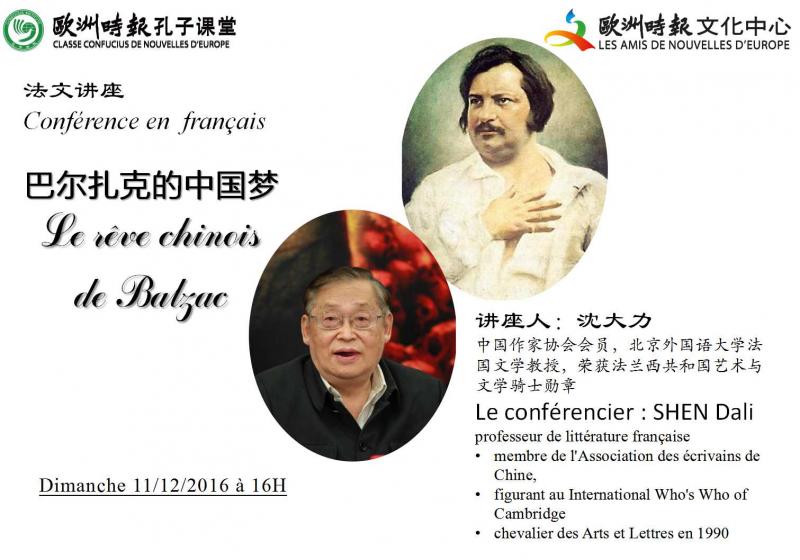 歐洲時報孔子课堂
CLASSE CONFUCIUS DE NOUVELLES D'EUROPE
歐洲時報文化中心
LES AMIS DE NOUVELLES D'EUROPE
法文讲座
Conférence en français
巴尔扎克的中国梦
Le rêve chinois
de Balzac
讲座人：沈大力
中国作家协会会员，北京外国语大学法
国文学教授，荣获法兰西共和国艺术与
文学骑士勋章
Le conférencier : SHEN Dali
professeur de littérature française
• membre de l'Association des écrivains de
Chine,
• figurant au International Who's Who of
Cambridge
• chevalier des Arts et Lettres en 1990
Dimanche 11/12/2016 à 16H